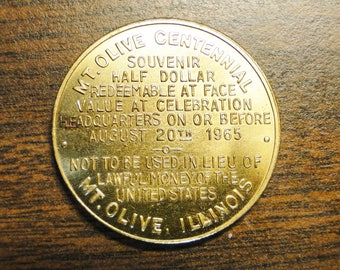 MT. OLIVE CENTENNIAL
SOUVENIR
HALF DOLLAR
REDEEMABLE AT FACE
VALUE AT CELEBRATION
HEADQUARTERS ON OR BEFORE
AUGUST 20TH 1965
NOT TO BE USED IN LIEU OF
LAWFUL MONEY OF THE
UNITED STATES
MT. OLIVE, ILLINOIS